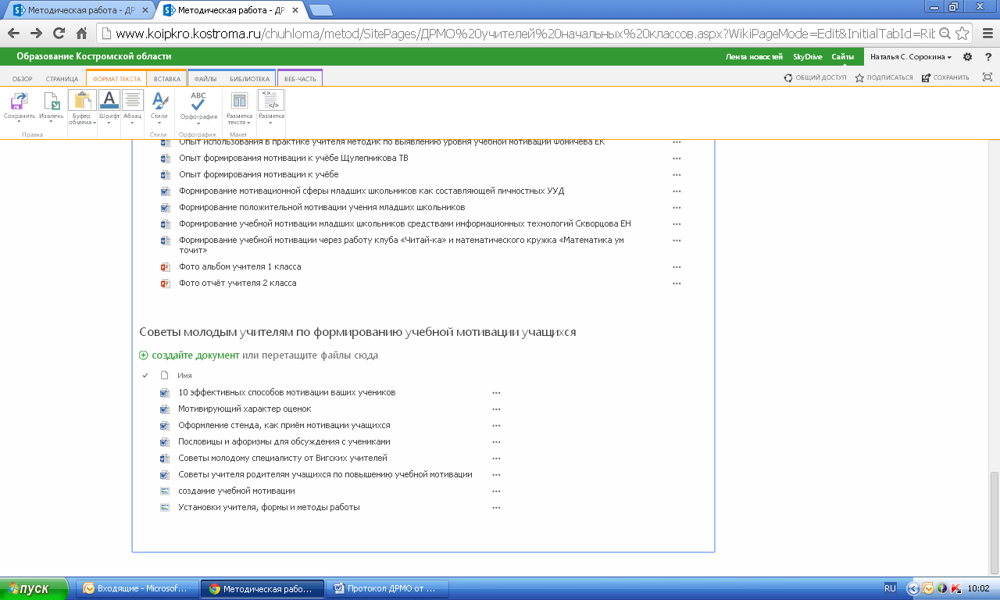 Методическая работа - ДР
Методическая работа - ДР
www.koipkro.kostroma.ru/chuhloma/metod/SitePages/ДРМО%20учителей%20начальных%20классов.aspx?WikiPageMode=Edit&InitialTabId=Rib
Образование Костромской области
Лента новостей SkyDrive Сайты
Наталья С. Сорокина
ОБЗОР СТРАНИЦА ФОРМАТ ТЕКСТА ВСТАВКА ФАЙЛЫ БИБЛИОТЕКА ВЕБ-ЧАСТЬ
ОБЩИЙ ДОСТУП ПОДПИСАТЬСЯ СОХРАНИТЬ
Сохранить Извлечь Буфер обмена Шрифт Абзац Стили Орфография Разметка текста Разметка
Правка Стили Орфография Макет
Опыт использования в практике учителя методик по выявлению уровня учебной мотивации Фомичева ЕК
Опыт формирования мотивации к учёбе Щулепникова ТВ
Опыт формирования мотивации к учёбе
Формирование мотивационной сферы младших школьников как составляющей личностных УУД
Формирование положительной мотивации учения младших школьников
Формирование учебной мотивации младших школьников средствами информационных технологий Скворцова ЕН
Формирование учебной мотивации через работу клуба «Читай-ка» и математического кружка «Математика ум
точит»
Фото альбом учителя 1 класса
Фото отчёт учителя 2 класса
Советы молодым учителям по формированию учебной мотивации учащихся
создайте документ или перетащите файлы сюда
Имя
10 эффективных способов мотивации ваших учеников
Мотивирующий характер оценок
Оформление стенда, как приём мотивации учащихся
Пословицы и афоризмы для обсуждения с учениками
Советы молодому специалисту от Вигских учителей
Советы учителя родителям учащихся по повышению учебной мотивации
создание учебной мотивации
Установки учителя, формы и методы работы
пуск
Входящие - Microsof...
Методическая рабо...
Протокол ДРМО от ...
RU
10:02